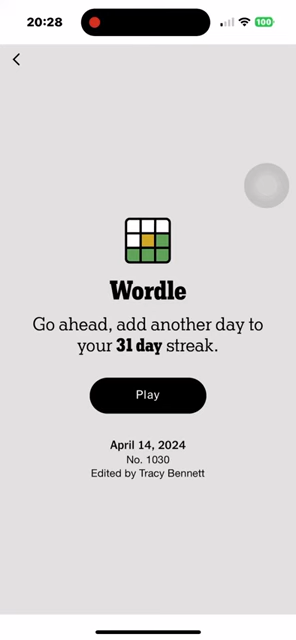 20:28
100
Wordle
Go ahead, add another day to
your 31 day streak.
Play
April 14, 2024
No. 1030
Edited by Tracy Bennett